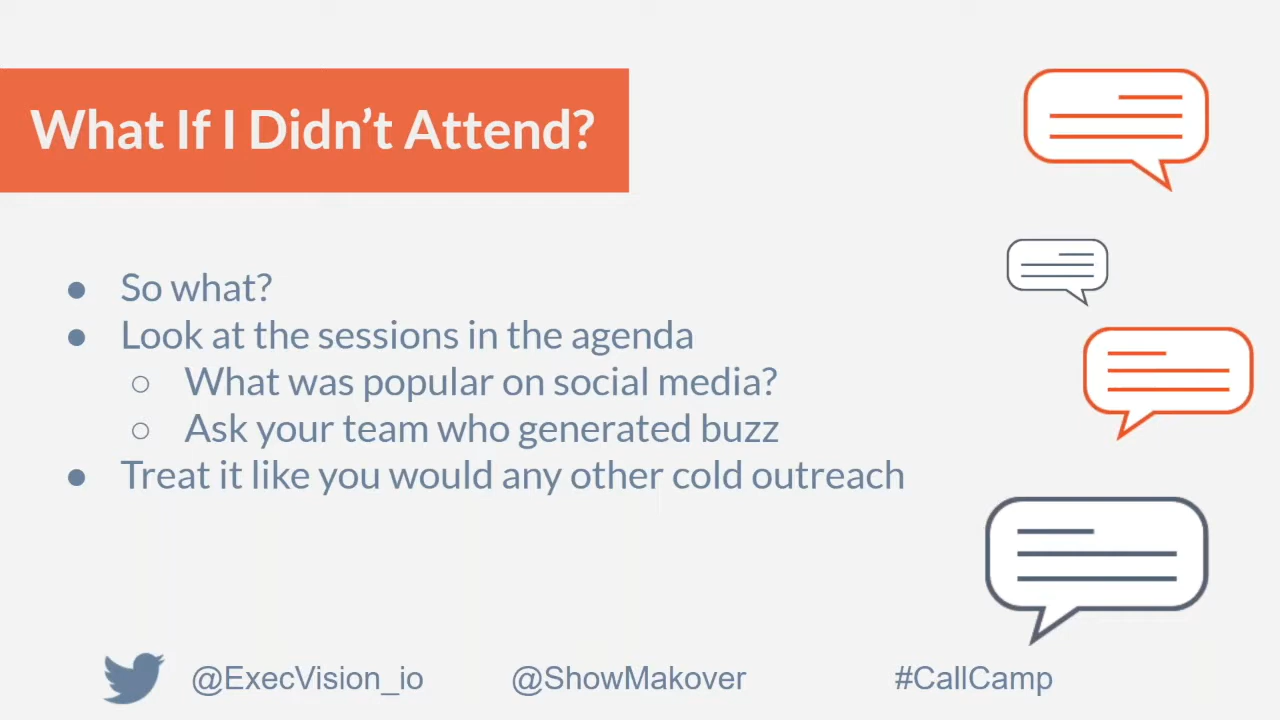 What If I Didn’t Attend?
● So what?
● Look at the sessions in the agenda
○ What was popular on social media?
○ Ask your team who generated buzz
● Treat it like you would any other cold outreach
@ExecVision_io @ShowMakover #CallCamp